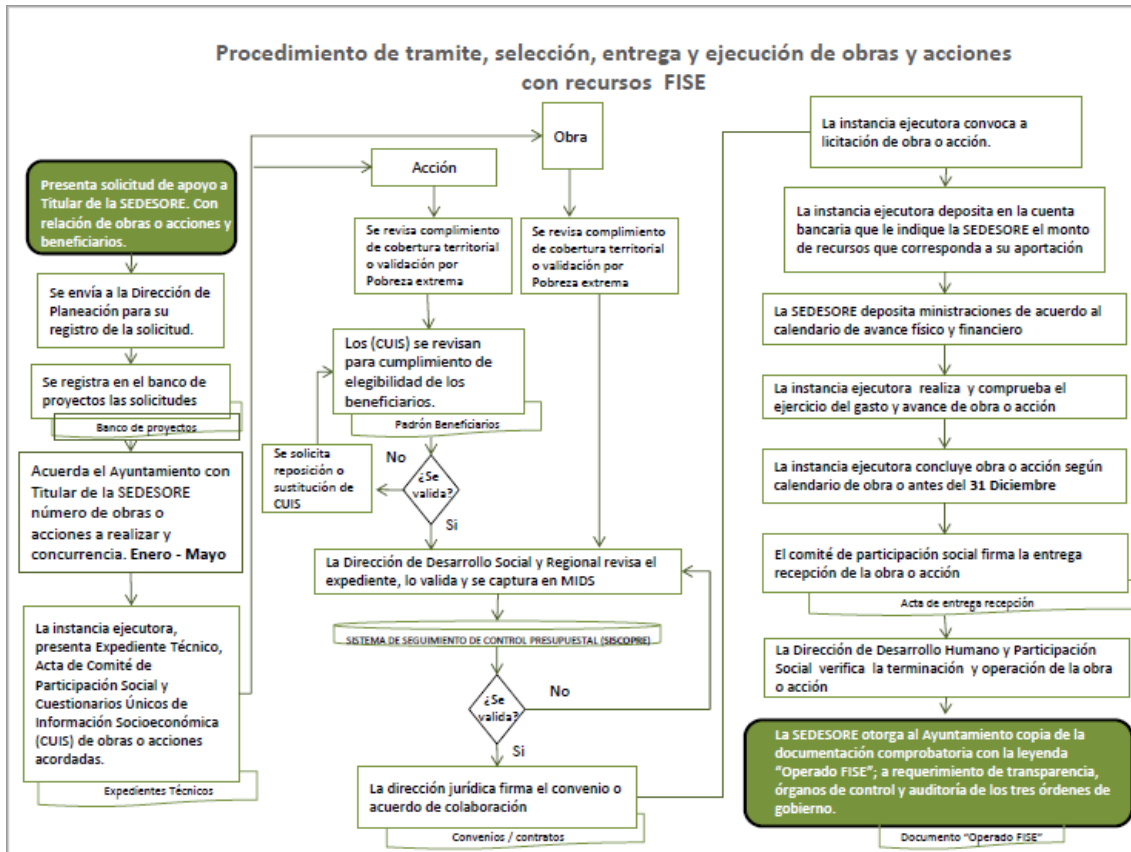 Procedimiento de tramite, selección, entrega y ejecución de obras y acciones
con recursos FISE
Presenta solicitud de apoyo a
Titular de la SEDESORE. Con
relación de obras o acciones y
beneficiarios.
Se envía a la Dirección de
Planeación para su
registro de la solicitud.
Se registra en el banco de
proyectos las solicitudes
Banco de proyectos
Acuerda el Ayuntamiento con
Titular de la SEDESORE
número de obras o
acciones a realizar y
concurrencia. Enero - Mayo
La instancia ejecutora,
presenta Expediente Técnico,
Acta de Comité de
Participación Social y
Cuestionarios Únicos de
Información Socioeconómica
(CUIS) de obras o acciones
acordadas.
Expedientes Técnicos
Obra
Acción
Se revisa complimiento
de cobertura territorial
o validación por
Pobreza extrema
Se revisa complimiento
de cobertura territorial
o validación por
Pobreza extrema
Los (CUIS) se revisan
para cumplimiento de
elegibilidad de los
beneficiarios.
Padrón Beneficiarios
Se solicita
reposición o
sustitución de
CUIS
No
¿Se
valida?
Si
La Dirección de Desarrollo Social y Regional revisa el
expediente, lo valida y se captura en MIDS
SISTEMA DE SEGUIMIENTO DE CONTROL PRESUPUESTAL (SISCOPRE)
¿Se
valida?
No
Si
La dirección jurídica firma el convenio o
acuerdo de colaboración
Convenios / contratos
La instancia ejecutora convoca a
licitación de obra o acción.
La instancia ejecutora deposita en la cuenta
bancaria que le indique la SEDESORE el monto
de recursos que corresponda a su aportación
La SEDESORE deposita ministraciones de acuerdo al
calendario de avance físico y financiero
La instancia ejecutora realiza y comprueba el
ejercicio del gasto y avance de obra o acción
La instancia ejecutora concluye obra o acción según
calendario de obra o antes del 31 Diciembre
El comité de participación social firma la entrega
recepción de la obra o acción
Acta de entrega recepción
La Dirección de Desarrollo Humano y Participación
Social verifica la terminación y operación de la obra
o acción
La SEDESORE otorga al Ayuntamiento copia de la
documentación comprobatoria con la leyenda
"Operado FISE"; a requerimiento de transparencia,
órganos de control y auditoría de los tres órdenes de
gobierno.
Documento "Operado FISE"